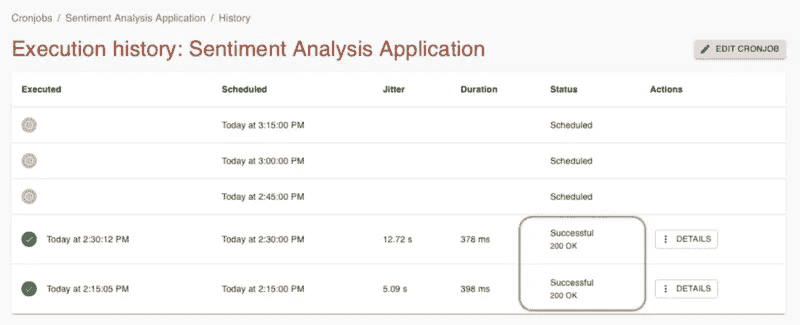 Cronjobs / Sentiment Analysis Application / History
Execution history: Sentiment Analysis Application
EDIT CRONJOB
Executed Scheduled Jitter Duration Status Actions
Today at 3:15:00 PM Scheduled
Today at 3:00:00 PM Scheduled
Today at 2:45:00 PM Scheduled
Today at 2:30:12 PM Today at 2:30:00 PM 12.72 s 378 ms Successful DETAILS
200 OK
Today at 2:15:05 PM Today at 2:15:00 PM 5.09 s 398 ms Successful DETAILS
200 OK